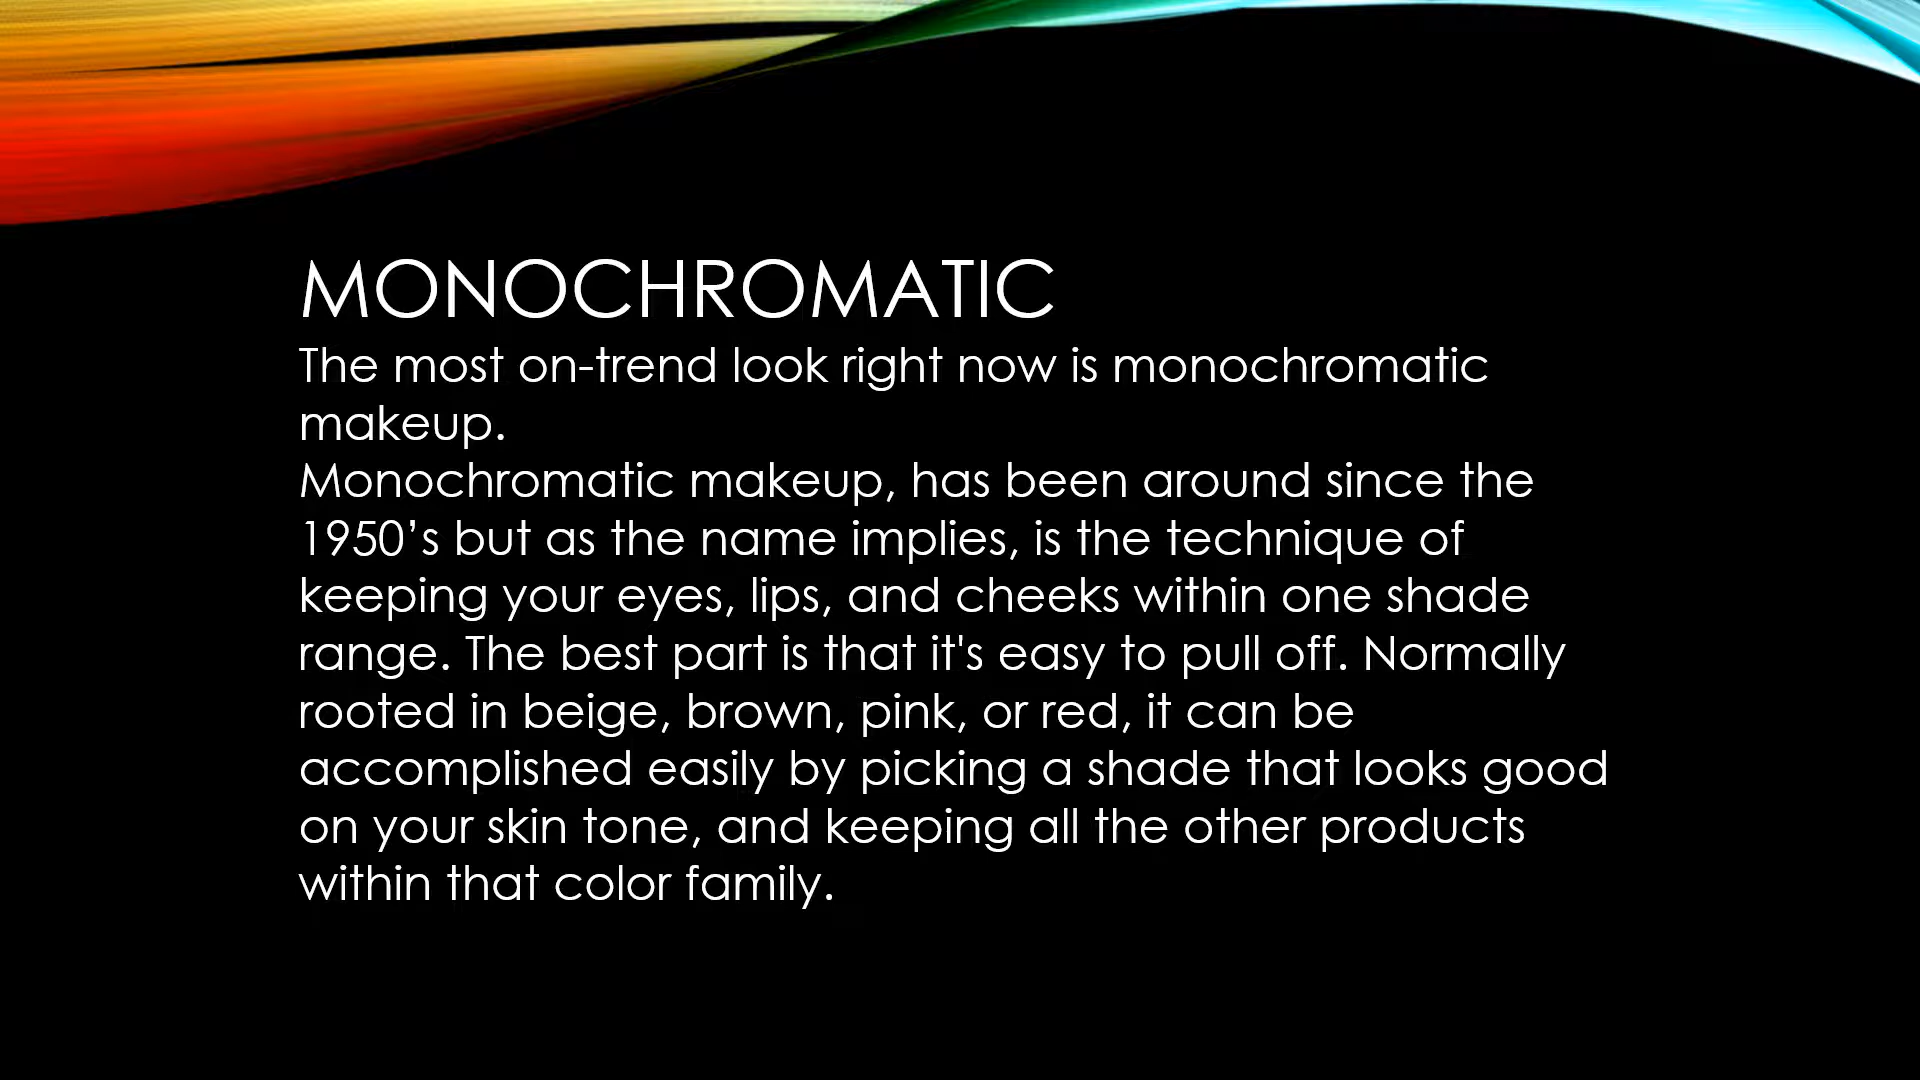 MONOCHROMATIC
The most on-trend look right now is monochromatic
makeup.
Monochromatic makeup, has been around since the
1950’s but as the name implies, is the technique of
keeping your eyes, lips, and cheeks within one shade
range. The best part is that it's easy to pull off. Normally
rooted in beige, brown, pink, or red, it can be
accomplished easily by picking a shade that looks good
on your skin tone, and keeping all the other products
within that color family.